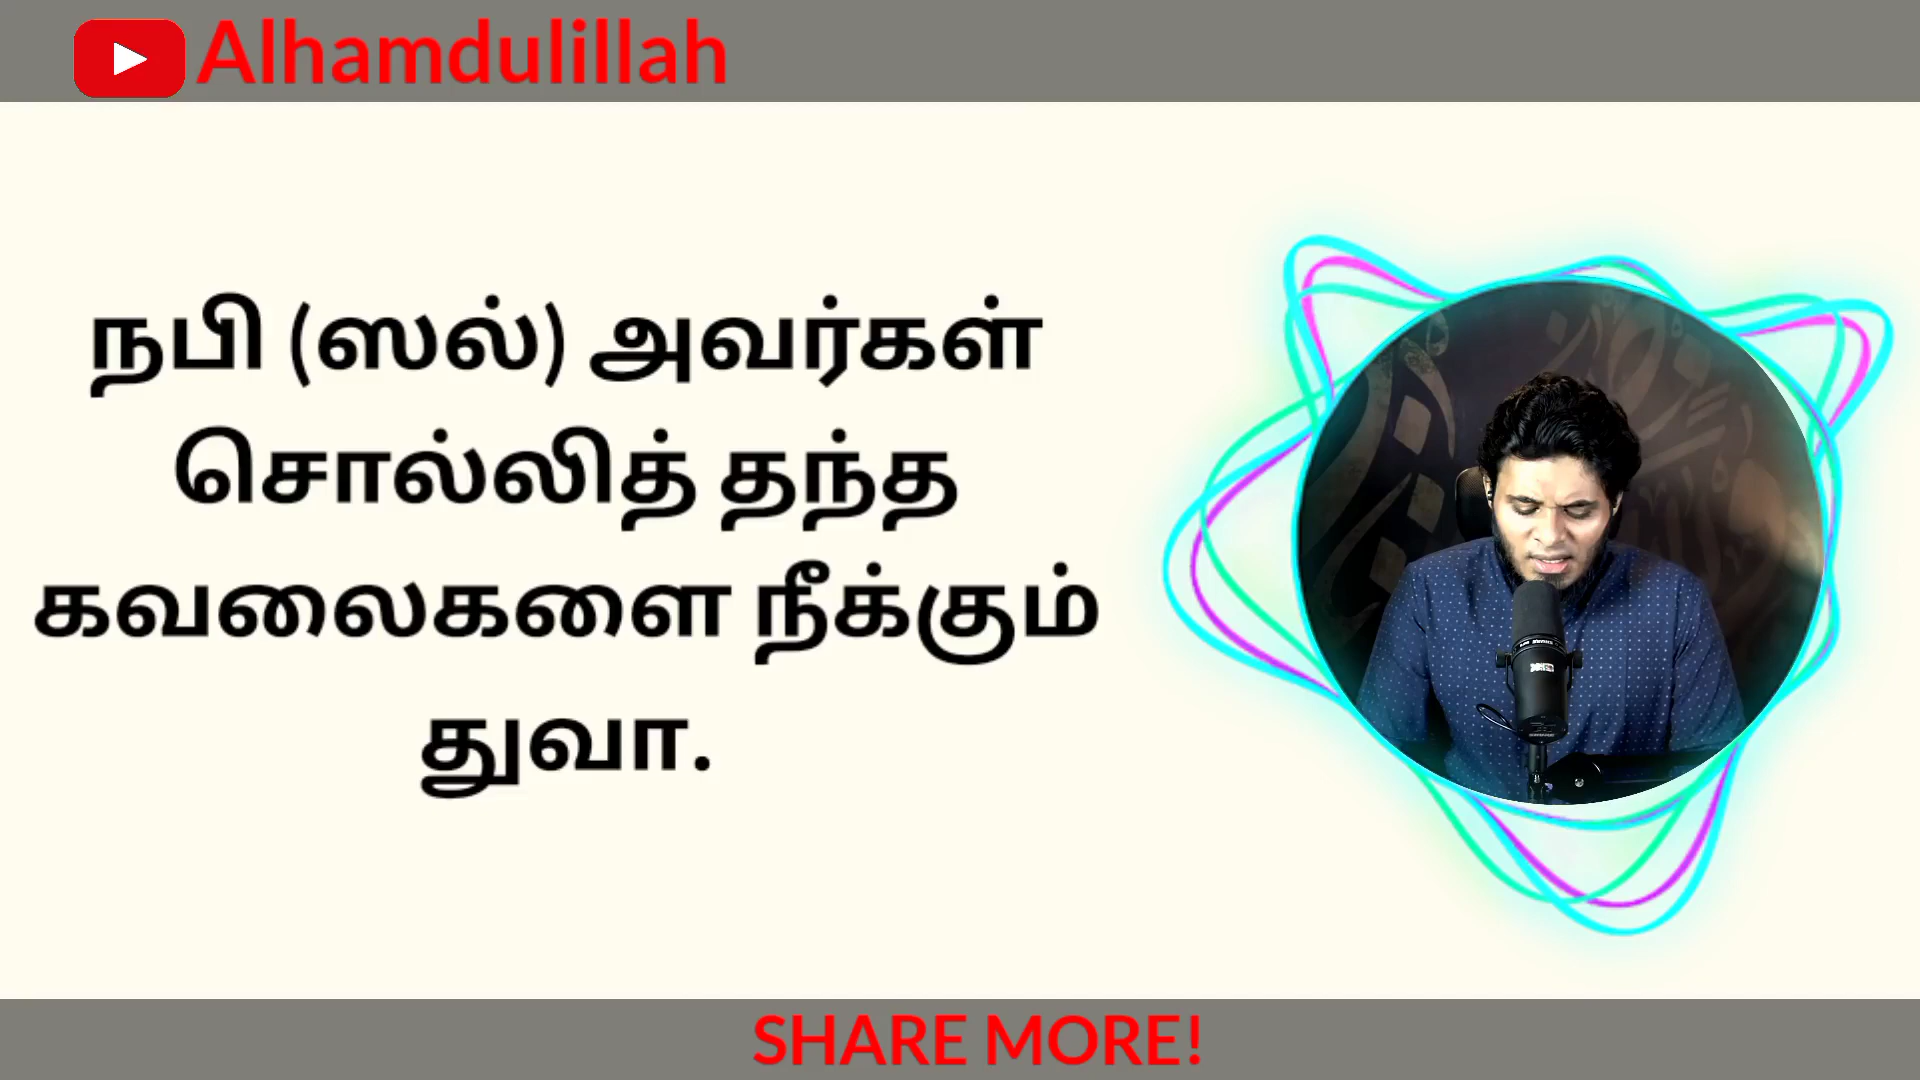 Alhamdulillah
நபி (ஸல்) அவர்கள்
சொல்லித் தந்த
கவலைகளை நீக்கும்
துவா.
SHARE MORE!